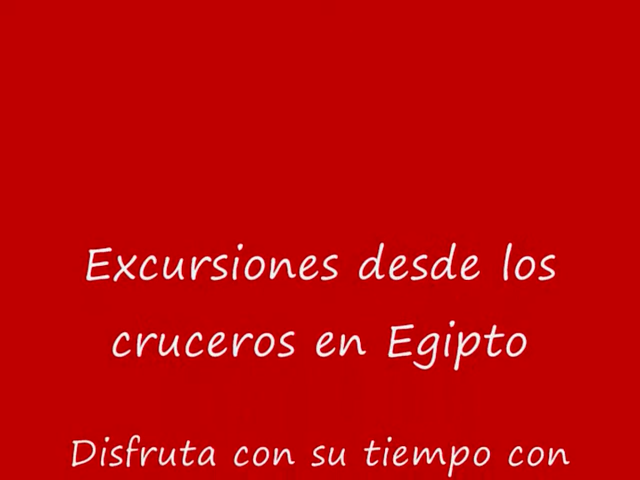 Excursiones desde los
cruceros en Egipto
Disfruta con su tiempo con